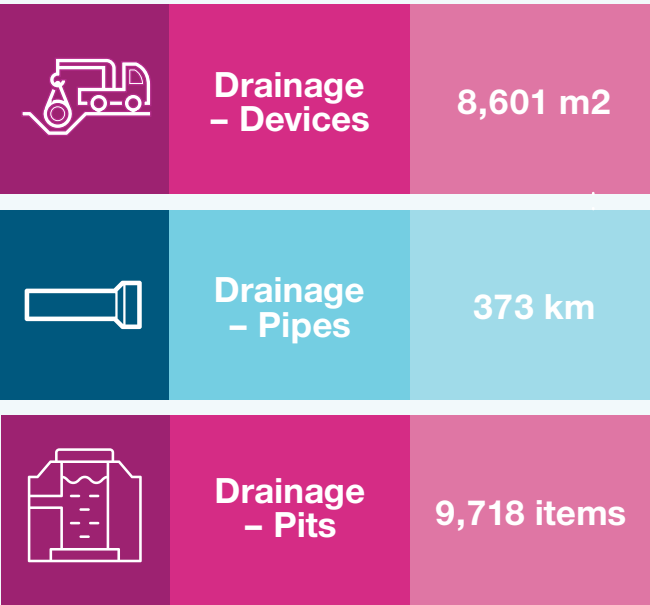 Drainage
– Devices
8,601 m2
Drainage
– Pipes
373 km
Drainage
– Pits
9,718 items